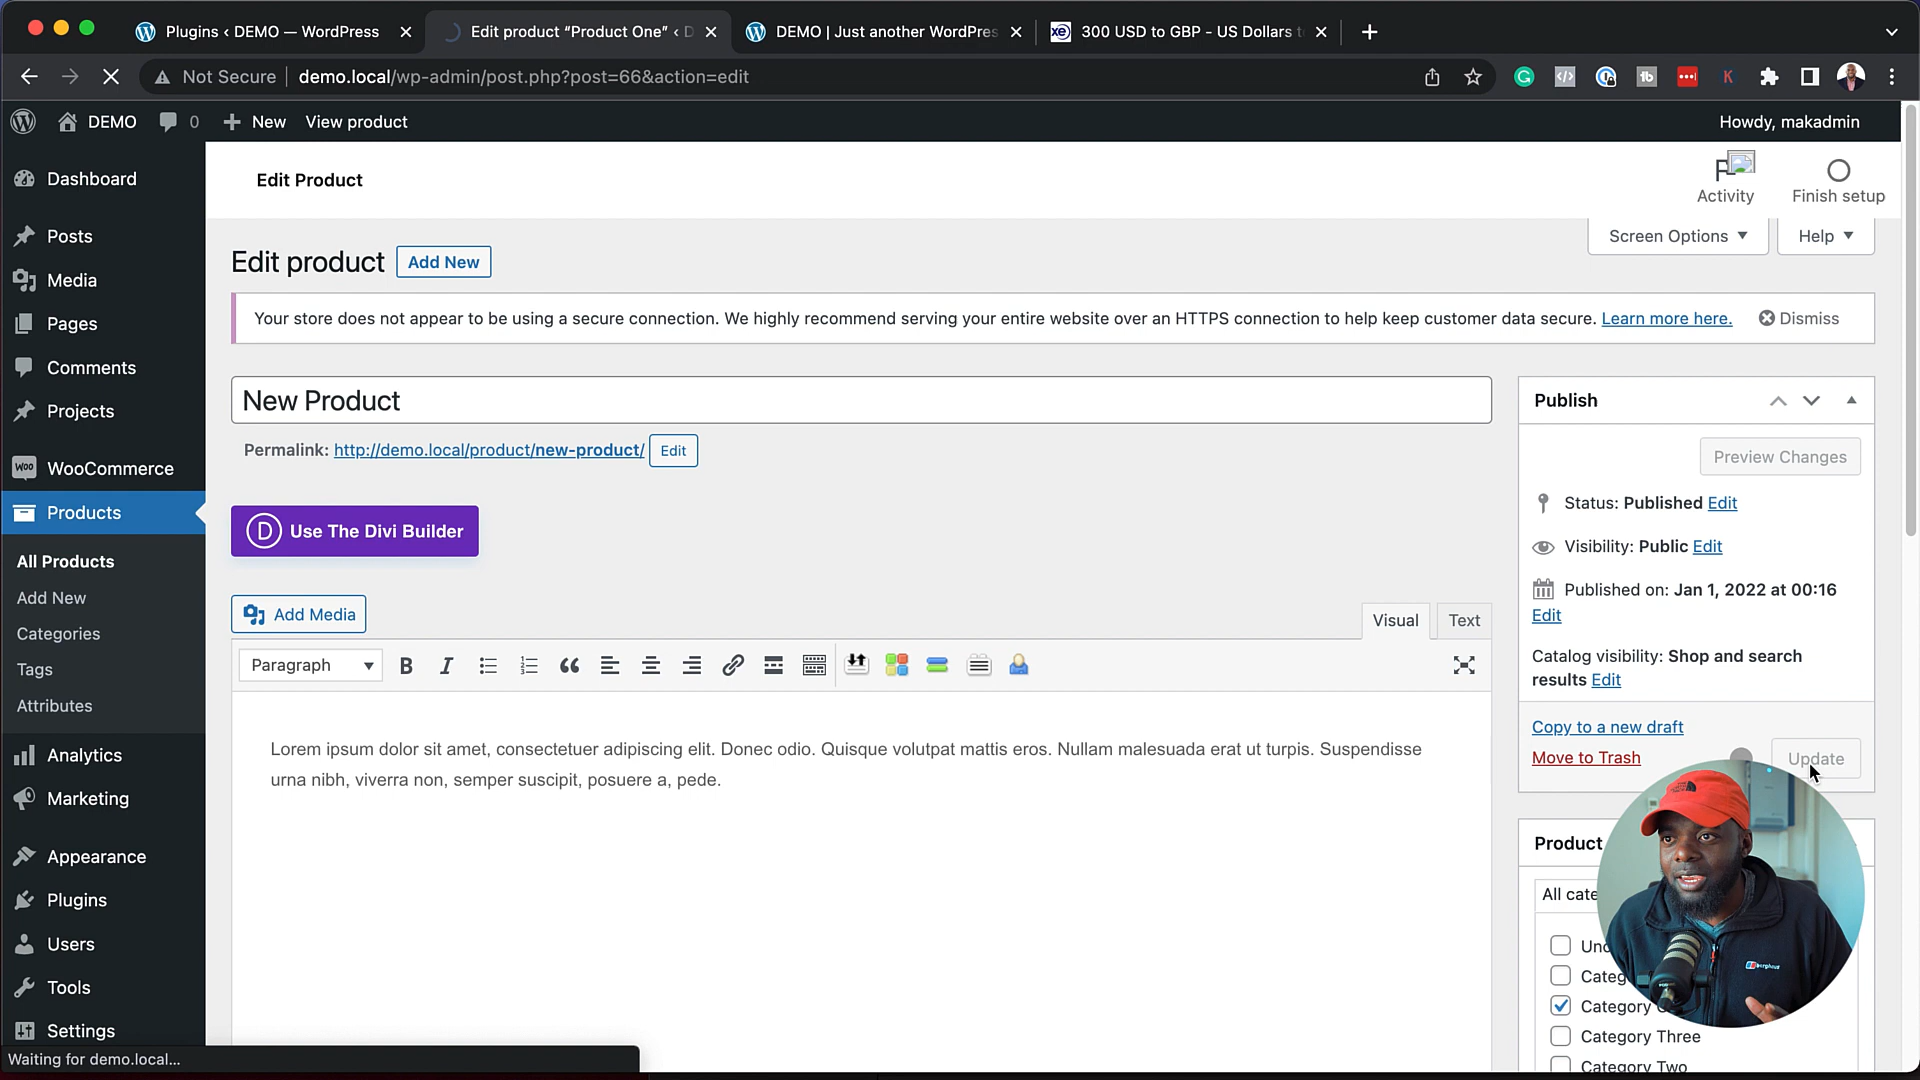 Plugins ‹ DEMO — WordPress
Edit product “Product One” ‹ D
DEMO | Just another WordPres
xe
300 USD to GBP - US Dollars t
Not Secure
demo.local/wp-admin/post.php?post=66&action=edit
DEMO
0
New
View product
Howdy, makadmin
Dashboard
Posts
Media
Pages
Comments
Projects
WooCommerce
Products
All Products
Add New
Categories
Tags
Attributes
Analytics
Marketing
Appearance
Plugins
Users
Tools
Settings
Waiting for demo.local...
Edit Product
Activity
Finish setup
Screen Options
Help
Edit product
Add New
Your store does not appear to be using a secure connection. We highly recommend serving your entire website over an HTTPS connection to help keep customer data secure. Learn more here.
Dismiss
New Product
Permalink: http://demo.local/product/new-product/
Edit
D
Use The Divi Builder
Add Media
Visual
Text
Paragraph
B
I
Lorem ipsum dolor sit amet, consectetuer adipiscing elit. Donec odio. Quisque volutpat mattis eros. Nullam malesuada erat ut turpis. Suspendisse
urna nibh, viverra non, semper suscipit, posuere a, pede.
Publish
Preview Changes
Status: Published Edit
Visibility: Public Edit
Published on: Jan 1, 2022 at 00:16
Edit
Catalog visibility: Shop and search
results Edit
Copy to a new draft
Move to Trash
Update
Product
All cate
Unc
Categ
Category
Category Three
Category Two